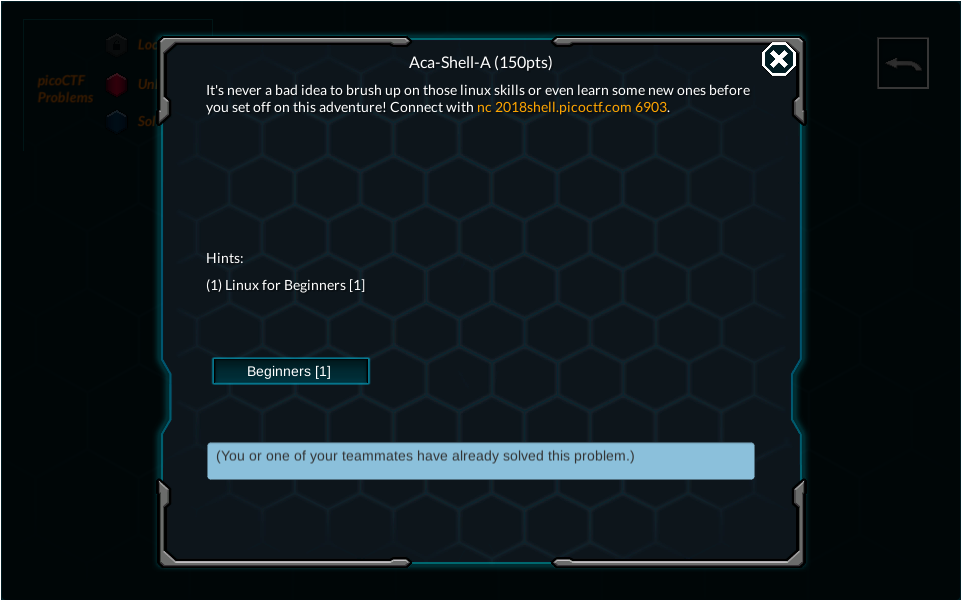 Aca-Shell-A (150pts)
It's never a bad idea to brush up on those linux skills or even learn some new ones before
you set off on this adventure! Connect with nc 2018shell.picoctf.com 6903.
picoCTF
Problems
Hints:
(1) Linux for Beginners [1]
Beginners [1]
(You or one of your teammates have already solved this problem.)